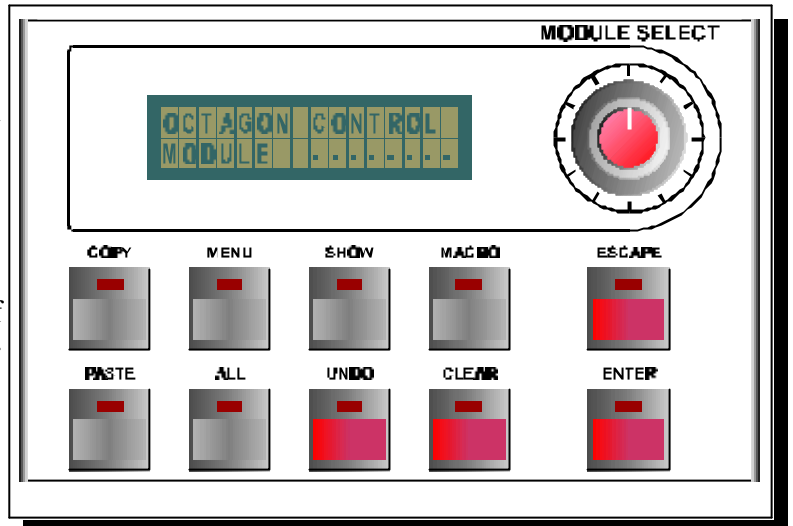 MODULE SELECT
OCTAGON CONTROL
MODULE .......
COPY MENU SHOW MACRO ESCAPE
PASTE ALL UNDO CLEAR ENTER